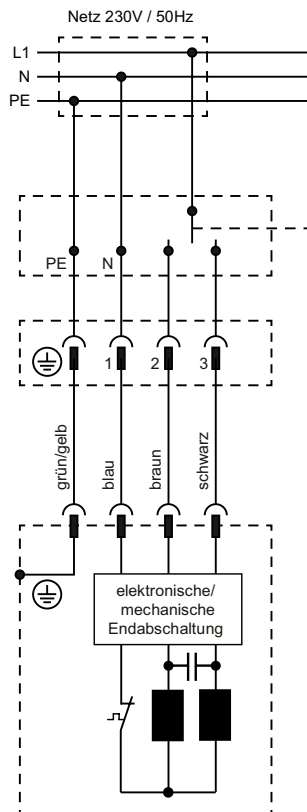 Netz 230V / 50Hz
L1
N
PE
PE
N
1
2
3
grün/gelb
blau
braun
schwarz
elektronische/
mechanische
Endabschaltung